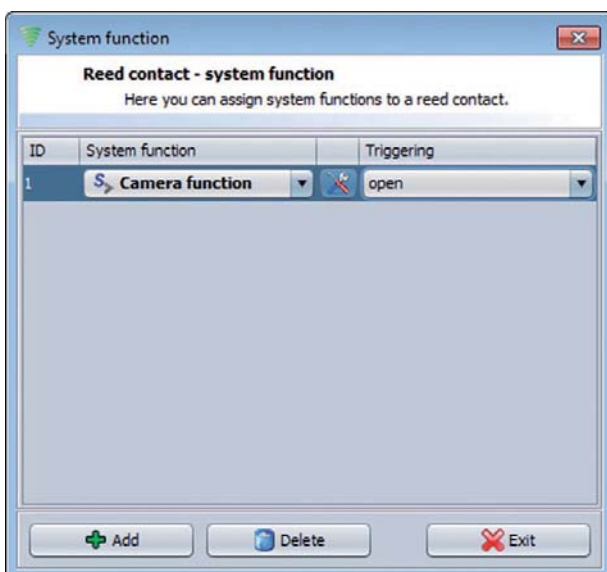 System function
Reed contact - system function
Here you can assign system functions to a reed contact.
ID System function Triggering
1 Camera function open
Add Delete Exit